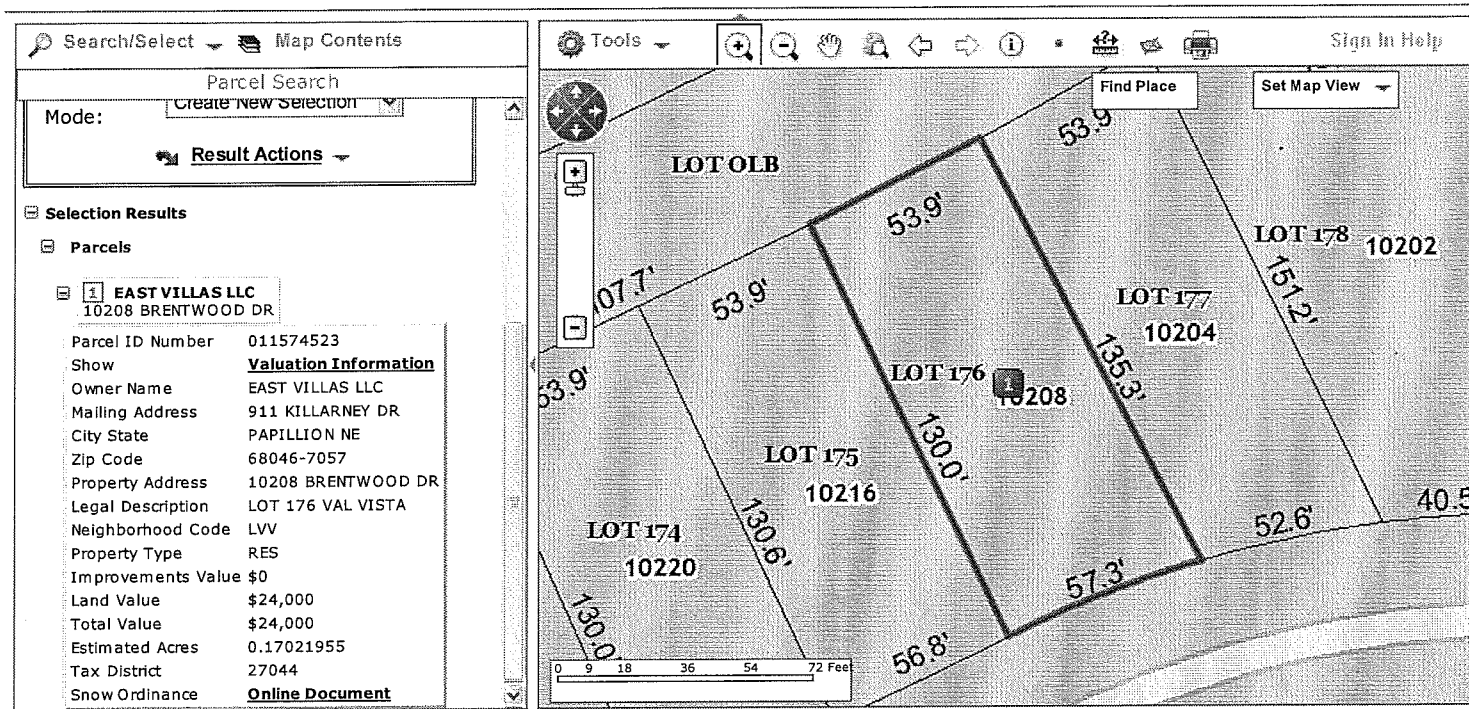 Search/Select Map Contents
Parcel Search
Create New Selection
Mode:
Result Actions
Selection Results
Parcels
1 EAST VILLAS LLC
10208 BRENTWOOD DR
Parcel ID Number 011574523
Show Valuation Information
Owner Name EAST VILLAS LLC
Mailing Address 911 KILLARNEY DR
City State PAPILLION NE
Zip Code 68046-7057
Property Address 10208 BRENTWOOD DR
Legal Description LOT 176 VAL VISTA
Neighborhood Code LVV
Property Type RES
Improvements Value $0
Land Value $24,000
Total Value $24,000
Estimated Acres 0.17021955
Tax District 27044
Snow Ordinance Online Document
Tools Sign In Help
Find Place Set Map View
53.9'
LOT OLB
53.9'
LOT 178 10202
107.7'
53.9'
LOT 177
10204
151.2'
53.9'
LOT 176
1
10208
135.3'
130.0'
LOT 175
10216
130.6'
LOT 174
10220
130.0'
57.3'
52.6'
40.5
56.8'
0 9 18 36 54 72 Feet